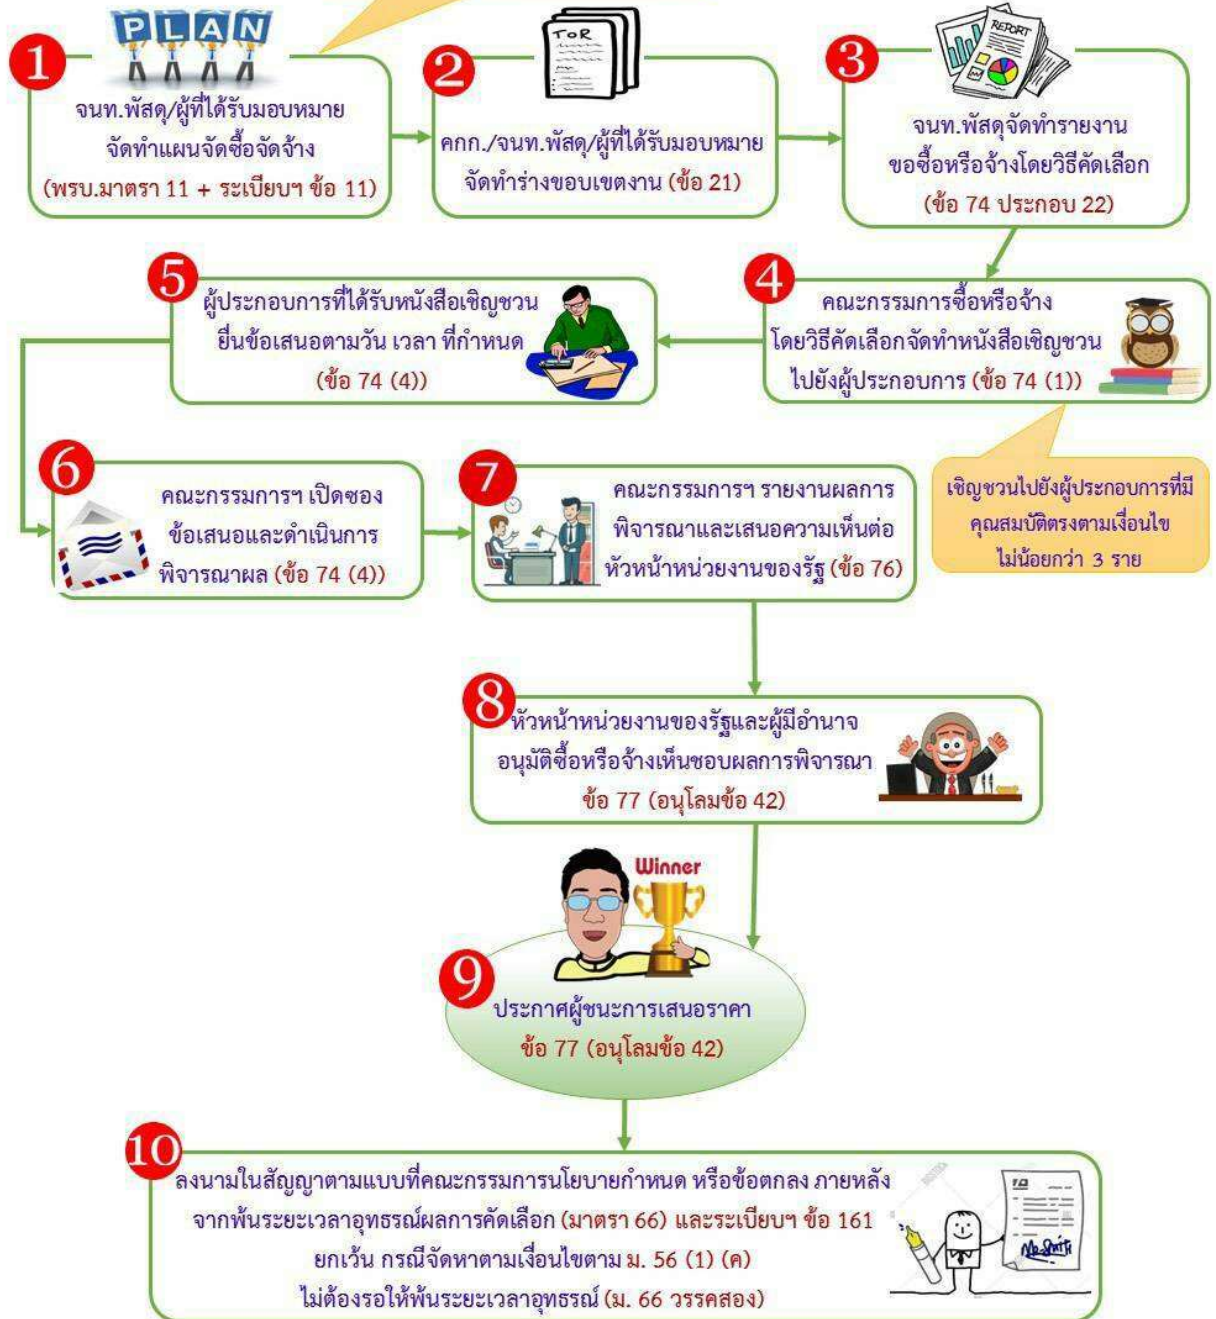 PLAN
1
จนท.พัสดุ/ผู้ที่ได้รับมอบหมาย
จัดทำแผนจัดซื้อจัดจ้าง
(พรบ.มาตรา 11 + ระเบียบฯ ข้อ 11)
TOR
2
คกก./จนท.พัสดุ/ผู้ที่ได้รับมอบหมาย
จัดทำร่างขอบเขตงาน (ข้อ 21)
REPORT
3
จนท.พัสดุจัดทำรายงาน
ขอซื้อหรือจ้างโดยวิธีคัดเลือก
(ข้อ 74 ประกอบ 22)
4
คณะกรรมการซื้อหรือจ้าง
โดยวิธีคัดเลือกจัดทำหนังสือเชิญชวน
ไปยังผู้ประกอบการ (ข้อ 74 (1))
เชิญชวนไปยังผู้ประกอบการที่มี
คุณสมบัติตรงตามเงื่อนไข
ไม่น้อยกว่า 3 ราย
5
ผู้ประกอบการที่ได้รับหนังสือเชิญชวน
ยื่นข้อเสนอตามวัน เวลา ที่กำหนด
(ข้อ 74 (4))
6
คณะกรรมการฯ เปิดซอง
ข้อเสนอและดำเนินการ
พิจารณาผล (ข้อ 74 (4))
7
คณะกรรมการฯ รายงานผลการ
พิจารณาและเสนอความเห็นต่อ
หัวหน้าหน่วยงานของรัฐ (ข้อ 76)
8
หัวหน้าหน่วยงานของรัฐและผู้มีอำนาจ
อนุมัติซื้อหรือจ้างเห็นชอบผลการพิจารณา
ข้อ 77 (อนุโลมข้อ 42)
Winner
9
ประกาศผู้ชนะการเสนอราคา
ข้อ 77 (อนุโลมข้อ 42)
10
ลงนามในสัญญาตามแบบที่คณะกรรมการนโยบายกำหนด หรือข้อตกลง ภายหลัง
จากพ้นระยะเวลาอุทธรณ์ผลการคัดเลือก (มาตรา 66) และระเบียบฯ ข้อ 161
ยกเว้น กรณีจัดหาตามเงื่อนไขตาม ม. 56 (1) (ค)
ไม่ต้องรอให้พ้นระยะเวลาอุทธรณ์ (ม. 66 วรรคสอง)